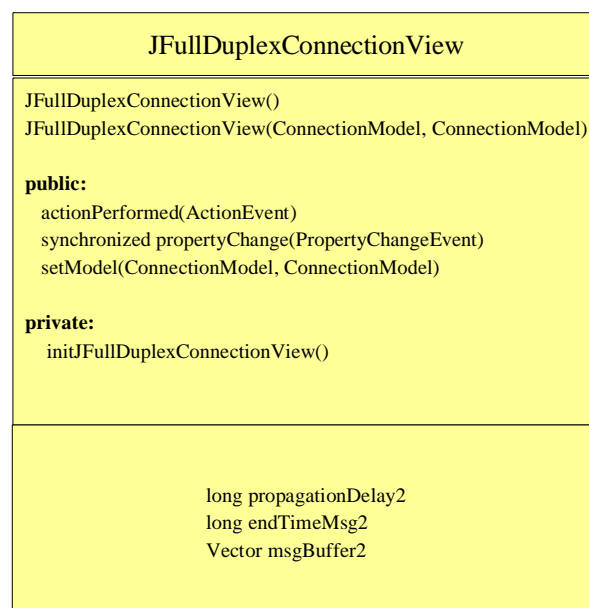 JFullDuplexConnectionView
JFullDuplexConnectionView()
JFullDuplexConnectionView(ConnectionModel, ConnectionModel)
public:
actionPerformed(ActionEvent)
synchronized propertyChange(PropertyChangeEvent)
setModel(ConnectionModel, ConnectionModel)
private:
initJFullDuplexConnectionView()
long propagationDelay2
long endTimeMsg2
Vector msgBuffer2